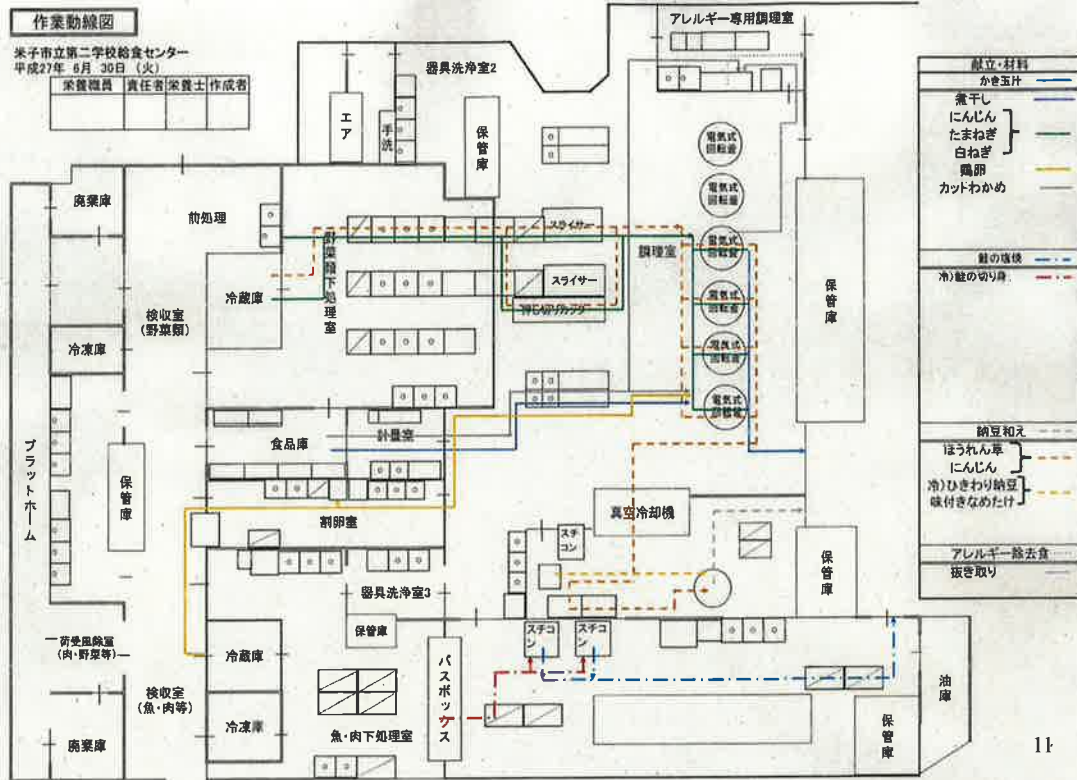 作業動線図
米子市立第二学校給食センター
平成27年 6月 30日 (火)
栄養職員 責任者 栄養士 作成者
器具洗浄室2
アレルギー専用調理室
エア
手洗
保管庫
電気式
回転釜
電気式
回転釜
電気式
回転釜
電気式
回転釜
電気式
回転釜
電気式
回転釜
献立・材料
かき玉汁
煮干し
にんじん
たまねぎ
白ねぎ
鶏卵
カットわかめ
鮭の塩焼
冷)鮭の切り身
納豆和え
ほうれん草
にんじん
冷)ひきわり納豆
味付きなめたけ
アレルギー除去食
抜き取り
廃棄庫
前処理
野菜類下処理室
スライサー
スライサー
調理室
保管庫
冷蔵庫
検収室
(野菜類)
冷凍庫
プラットホーム
保管庫
食品庫
計量室
割卵室
真空冷却機
スチコン
保管庫
器具洗浄室3
保管庫
荷受風除室
(肉・野菜等)
検収室
(魚・肉等)
冷蔵庫
冷凍庫
廃棄庫
魚・肉下処理室
パスボックス
スチコン
スチコン
保管庫
油庫
11